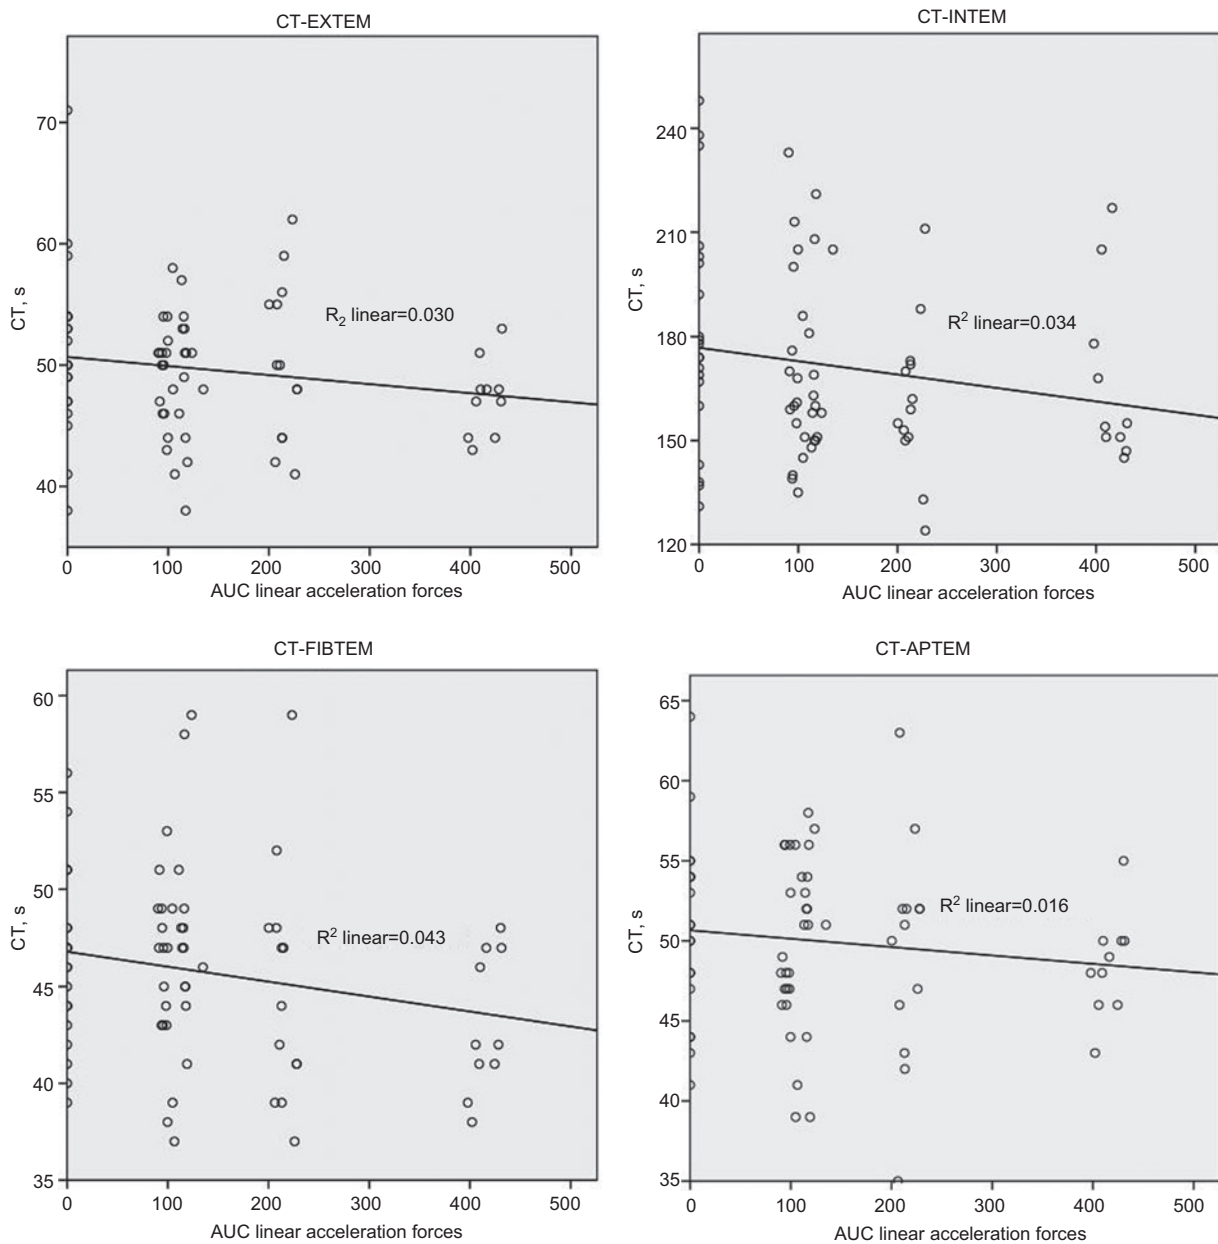 CT-EXTEM
CT, s
70
60
50
40
R₂ linear=0.030
0 100 200 300 400 500
AUC linear acceleration forces
CT-INTEM
CT, s
240
210
180
150
120
R² linear=0.034
0 100 200 300 400 500
AUC linear acceleration forces
CT-FIBTEM
CT, s
60
55
50
45
40
35
R² linear=0.043
0 100 200 300 400 500
AUC linear acceleration forces
CT-APTEM
CT, s
65
60
55
50
45
40
35
R² linear=0.016
0 100 200 300 400 500
AUC linear acceleration forces